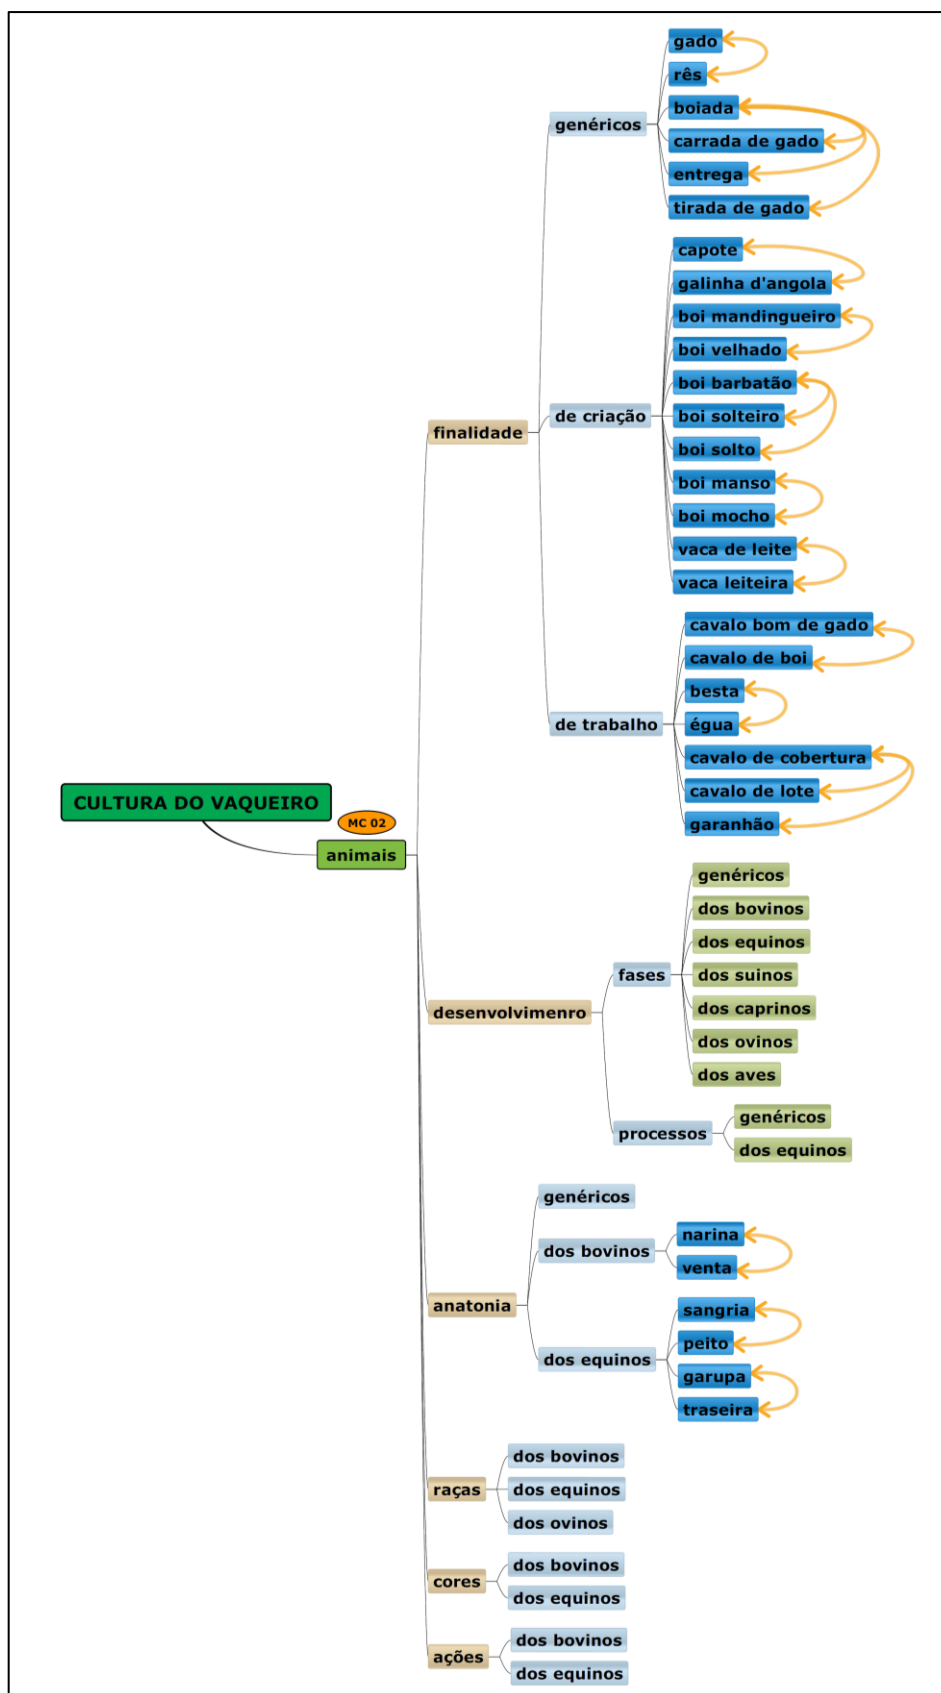 gado
rês
boiada
carrada de gado
entrega
tirada de gado
genéricos
capote
galinha d'angola
boi mandingueiro
boi velhado
boi barbatão
boi solteiro
boi solto
boi manso
boi mocho
vaca de leite
vaca leiteira
de criação
finalidade
cavalo bom de gado
cavalo de boi
besta
égua
cavalo de cobertura
cavalo de lote
garanhão
de trabalho
CULTURA DO VAQUEIRO
MC 02
animais
genéricos
dos bovinos
dos equinos
dos suinos
dos caprinos
dos ovinos
dos aves
fases
desenvolvimenro
processos
genéricos
dos equinos
genéricos
dos bovinos
narina
venta
anatonia
dos equinos
sangria
peito
garupa
traseira
raças
dos bovinos
dos equinos
dos ovinos
cores
dos bovinos
dos equinos
ações
dos bovinos
dos equinos